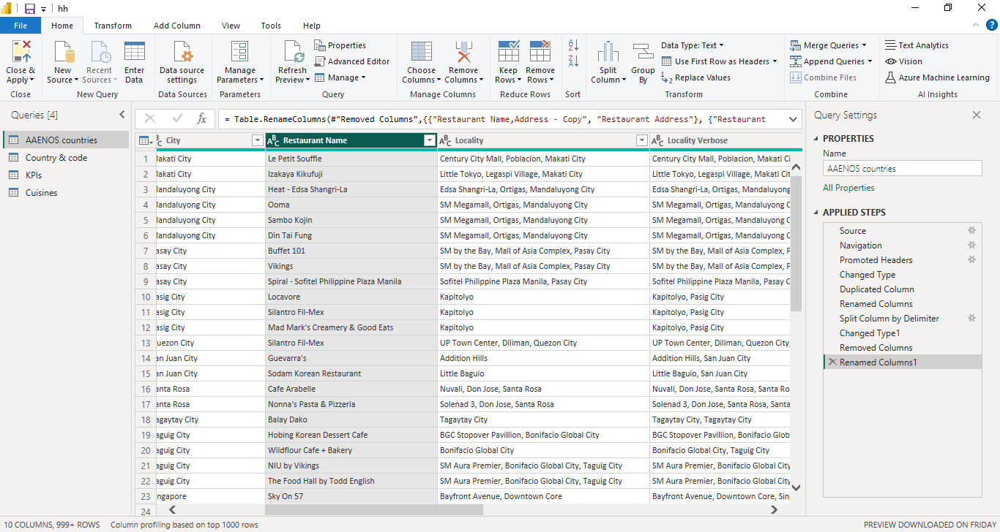 hh
File Home Transform Add Column View Tools Help
Close & Apply
New Source
Recent Sources
Enter Data
Data source settings
Manage Parameters
Refresh Preview
Properties
Advanced Editor
Manage
Choose Columns
Remove Columns
Keep Rows
Remove Rows
Split Column
Group By
Data Type: Text
Use First Row as Headers
Replace Values
Merge Queries
Append Queries
Combine Files
Text Analytics
Vision
Azure Machine Learning
Close New Query Data Sources Parameters Query Manage Columns Reduce Rows Sort Transform Combine AI Insights
Queries [4]
AAENOS countries
Country & code
KPIs
Cuisines
fx = Table.RenameColumns(#"Removed Columns",{{"Restaurant Name,Address - Copy", "Restaurant Address"}, {"Restaurant
City Restaurant Name Locality Locality Verbose
1 Makati City Le Petit Souffle Century City Mall, Poblacion, Makati City Century City Mall, Poblacion, Makati Ci
2 Makati City Izakaya Kikufuji Little Tokyo, Legaspi Village, Makati City Little Tokyo, Legaspi Village, Makati Cit
3 Mandaluyong City Heat - Edsa Shangri-La Edsa Shangri-La, Ortigas, Mandaluyong City Edsa Shangri-La, Ortigas, Mandaluyong
4 Mandaluyong City Ooma SM Megamall, Ortigas, Mandaluyong City SM Megamall, Ortigas, Mandaluyong C
5 Mandaluyong City Sambo Kojin SM Megamall, Ortigas, Mandaluyong City SM Megamall, Ortigas, Mandaluyong C
6 Mandaluyong City Din Tai Fung SM Megamall, Ortigas, Mandaluyong City SM Megamall, Ortigas, Mandaluyong C
7 asay City Buffet 101 SM by the Bay, Mall of Asia Complex, Pasay City SM by the Bay, Mall of Asia Complex, P
8 asay City Vikings SM by the Bay, Mall of Asia Complex, Pasay City SM by the Bay, Mall of Asia Complex, P
9 asay City Spiral - Sofitel Philippine Plaza Manila Sofitel Philippine Plaza Manila, Pasay City Sofitel Philippine Plaza Manila, Pasay C
10 asig City Locavore Kapitolyo Kapitolyo, Pasig City
11 asig City Silantro Fil-Mex Kapitolyo Kapitolyo, Pasig City
12 asig City Mad Mark's Creamery & Good Eats Kapitolyo Kapitolyo, Pasig City
13 uezon City Silantro Fil-Mex UP Town Center, Diliman, Quezon City UP Town Center, Diliman, Quezon City,
14 an Juan City Guevarra's Addition Hills Addition Hills, San Juan City
15 an Juan City Sodam Korean Restaurant Little Baguio Little Baguio, San Juan City
16 anta Rosa Cafe Arabelle Nuvali, Don Jose, Santa Rosa Nuvali, Don Jose, Santa Rosa, Santa Ro
17 anta Rosa Nonna's Pasta & Pizzeria Solenad 3, Don Jose, Santa Rosa Solenad 3, Don Jose, Santa Rosa, Santa
18 agaytay City Balay Dako Tagaytay City Tagaytay City, Tagaytay City
19 aguig City Hobing Korean Dessert Cafe BGC Stopover Pavillion, Bonifacio Global City BGC Stopover Pavillion, Bonifacio Glob
20 aguig City Wildflour Cafe + Bakery Bonifacio Global City Bonifacio Global City, Taguig City
21 aguig City NIU by Vikings SM Aura Premier, Bonifacio Global City, Taguig City SM Aura Premier, Bonifacio Global City
22 aguig City The Food Hall by Todd English SM Aura Premier, Bonifacio Global City, Taguig City SM Aura Premier, Bonifacio Global City
23 ingapore Sky On 57 Bayfront Avenue, Downtown Core Bayfront Avenue, Downtown Core, Sin
24
Query Settings
PROPERTIES
Name
AAENOS countries
All Properties
APPLIED STEPS
Source
Navigation
Promoted Headers
Changed Type
Duplicated Column
Renamed Columns
Split Column by Delimiter
Changed Type1
Removed Columns
Renamed Columns1
10 COLUMNS, 999+ ROWS Column profiling based on top 1000 rows PREVIEW DOWNLOADED ON FRIDAY